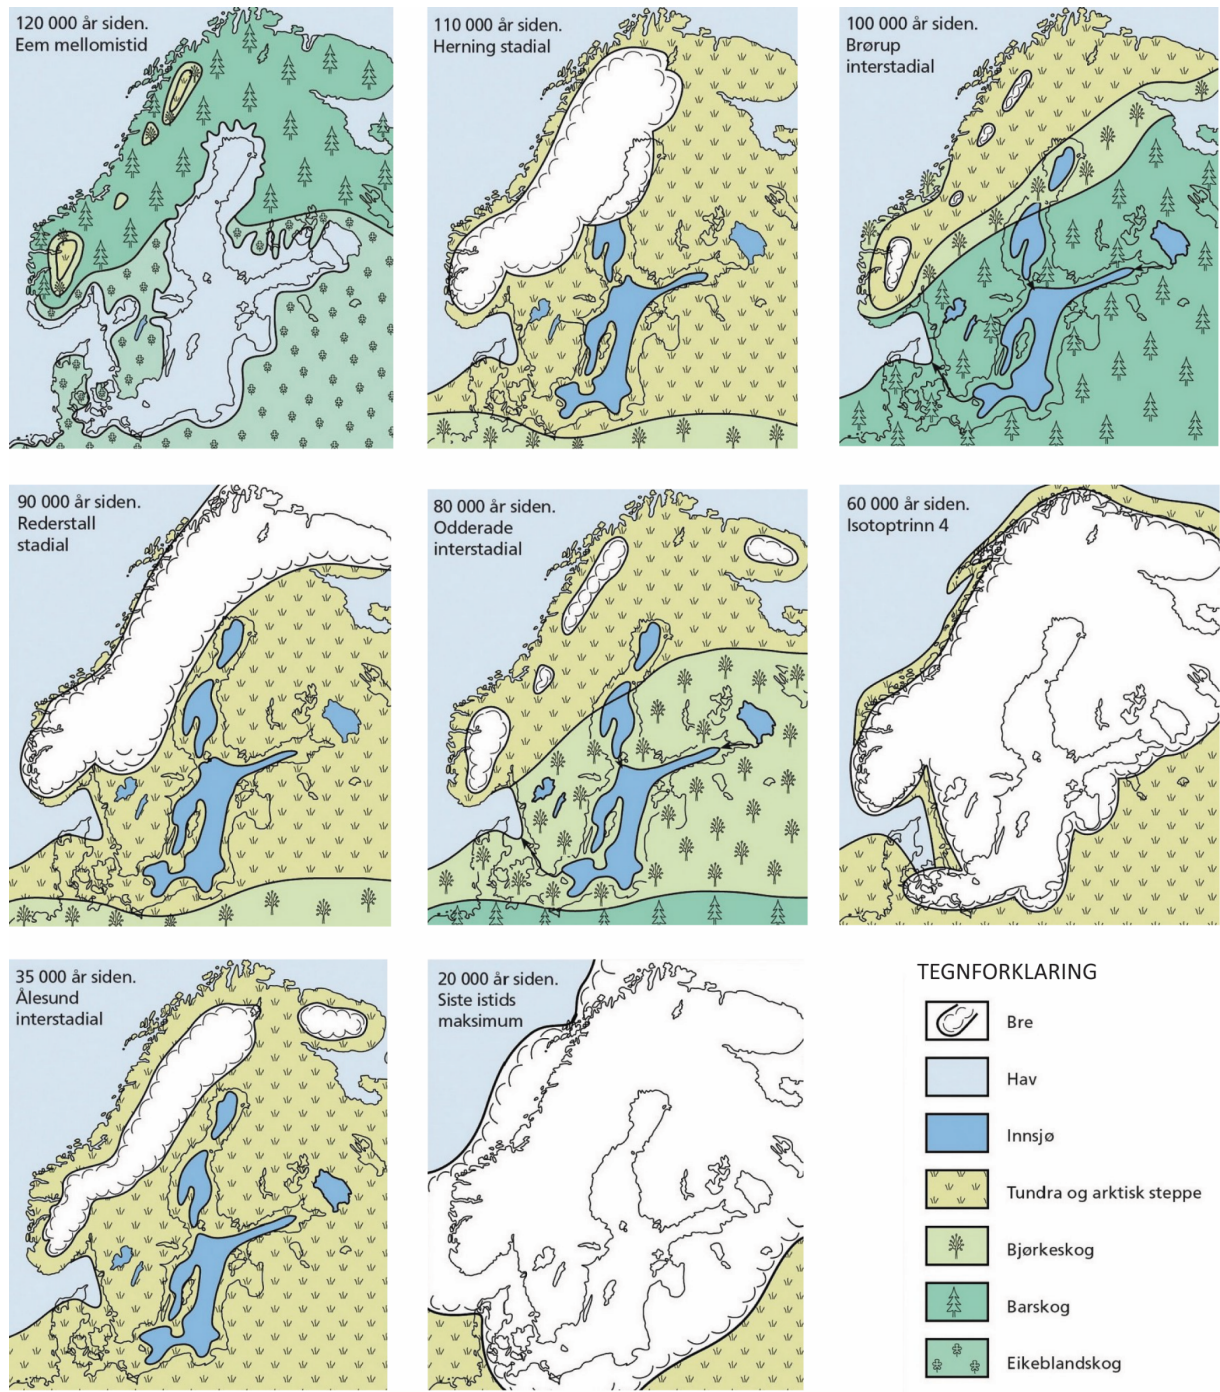 120 000 år siden.
Eem mellomistid
110 000 år siden.
Herning stadial
100 000 år siden.
Brørup
interstadial
90 000 år siden.
Rederstall
stadial
80 000 år siden.
Odderade
interstadial
60 000 år siden.
Isotoptrinn 4
35 000 år siden.
Ålesund
interstadial
20 000 år siden.
Siste istids
maksimum
TEGNFORKLARING
Bre
Hav
Innsjø
Tundra og arktisk steppe
Bjørkeskog
Barskog
Eikeblandskog